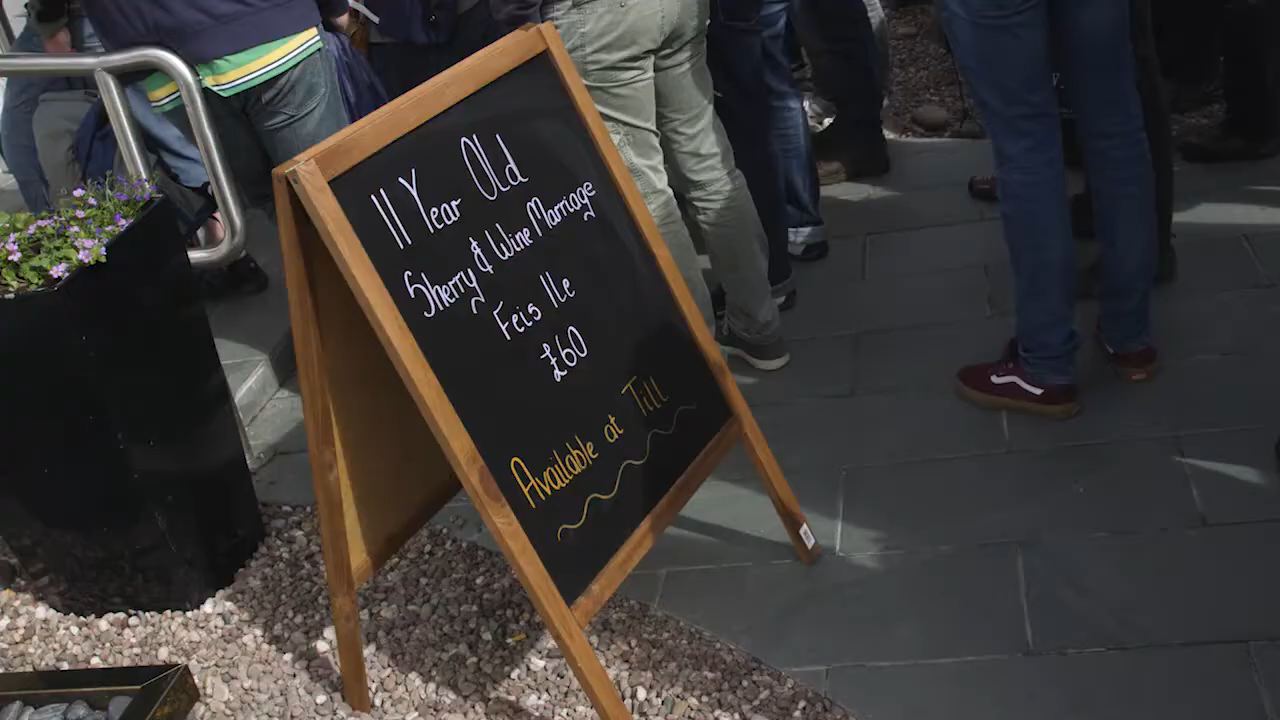 11 Year Old
Sherry & Wine Marriage
Feis Ile
£60
Available at Till